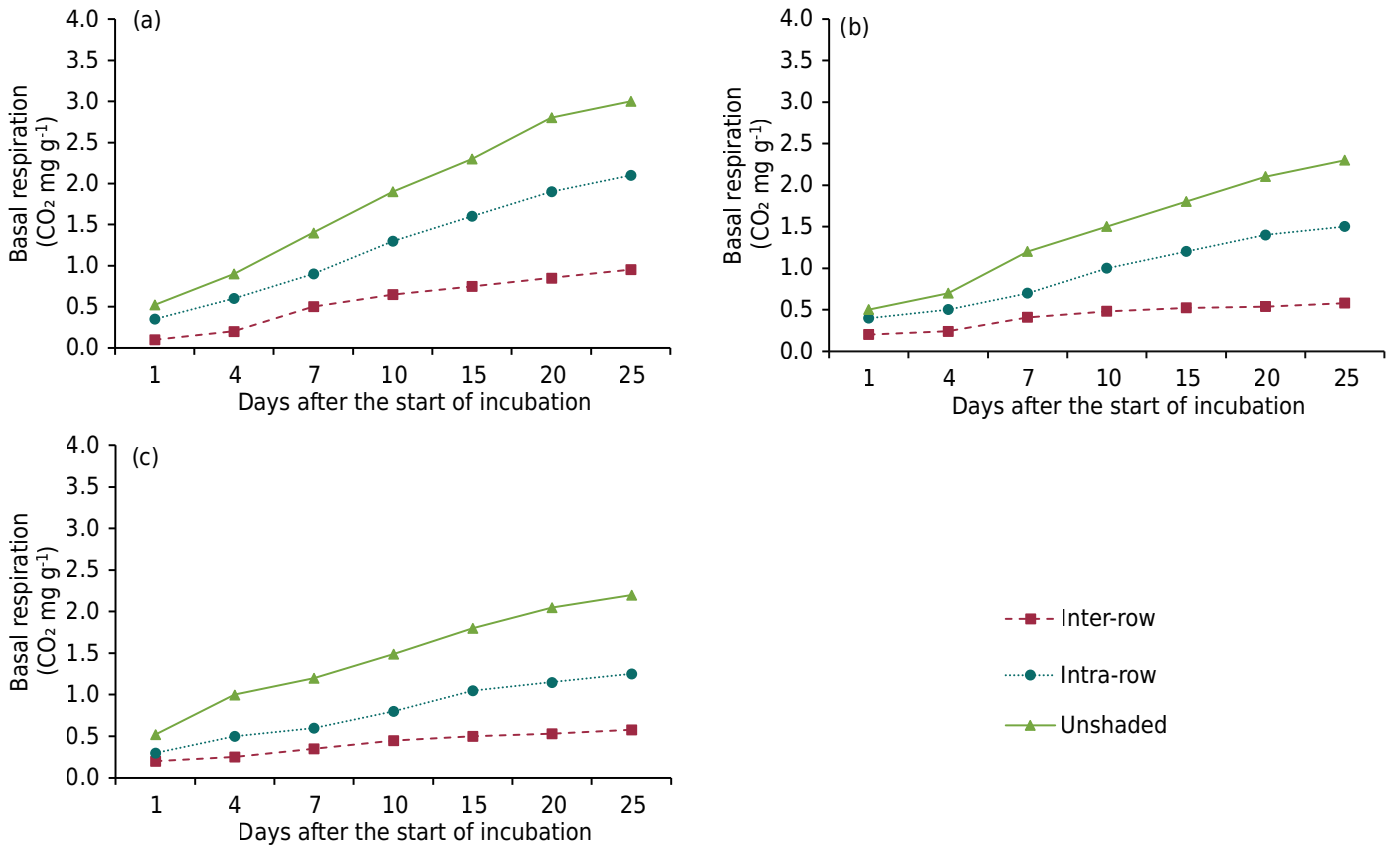 (a)
4.0
3.5
3.0
2.5
2.0
1.5
1.0
0.5
0.0
Basal respiration
(CO₂ mg g⁻¹)
1 4 7 10 15 20 25
Days after the start of incubation
(b)
4.0
3.5
3.0
2.5
2.0
1.5
1.0
0.5
0.0
Basal respiration
(CO₂ mg g⁻¹)
1 4 7 10 15 20 25
Days after the start of incubation
(c)
4.0
3.5
3.0
2.5
2.0
1.5
1.0
0.5
0.0
Basal respiration
(CO₂ mg g⁻¹)
1 4 7 10 15 20 25
Days after the start of incubation
Inter-row
Intra-row
Unshaded